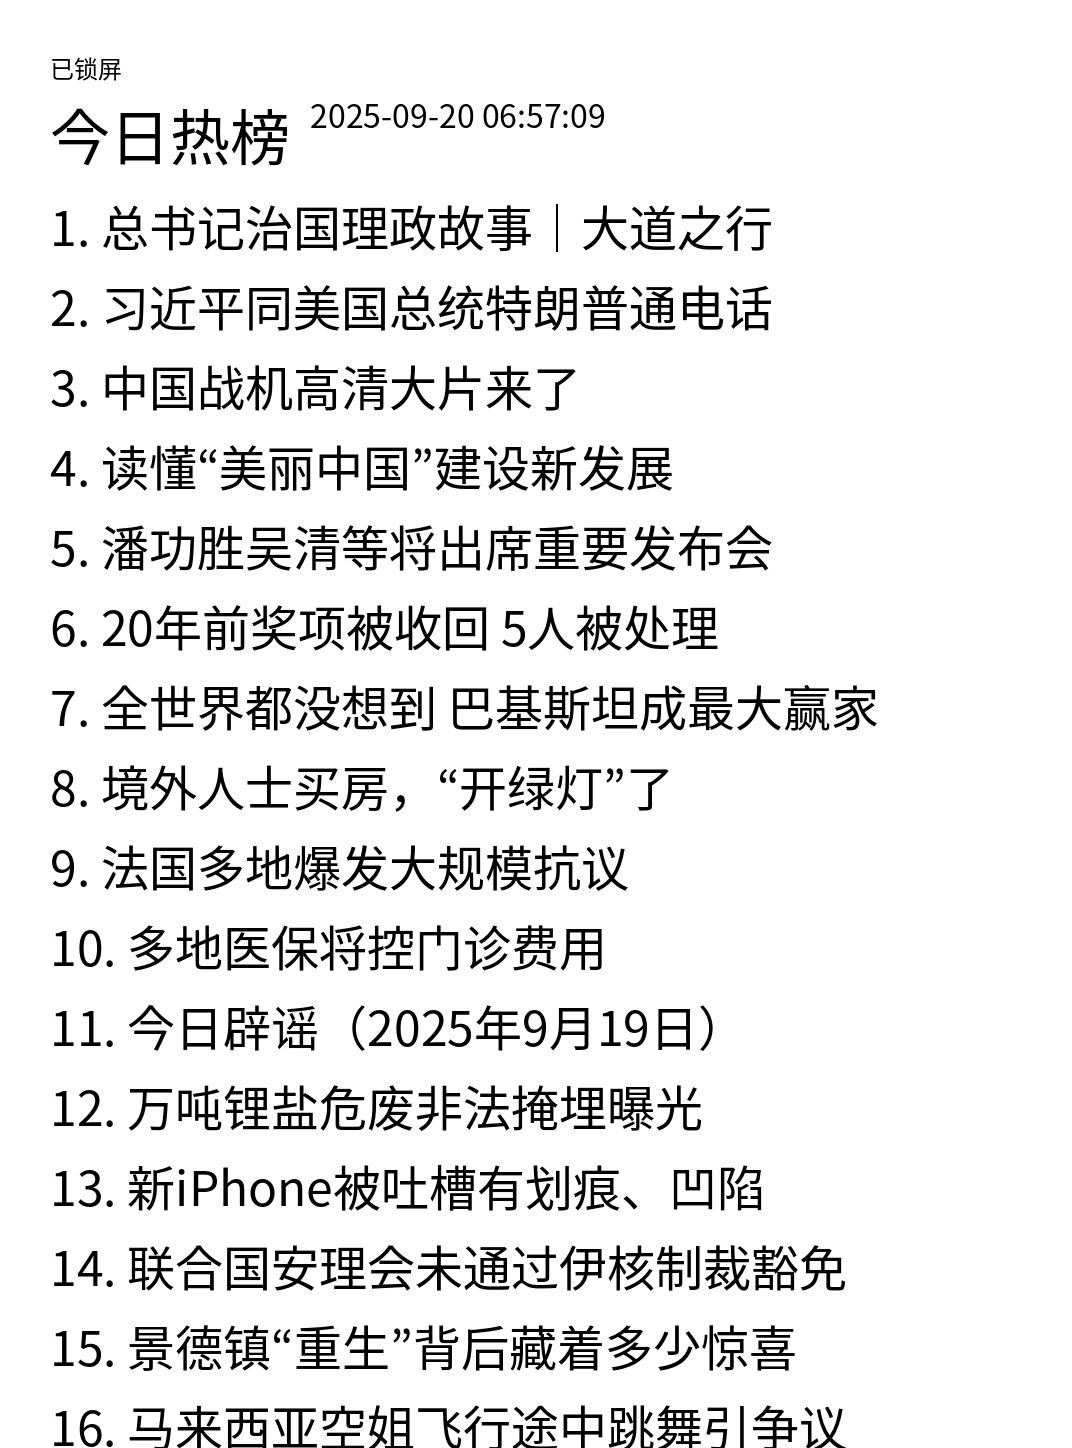 已锁屏
今日热榜 2025-09-20 06:57:09
1. 总书记治国理政故事｜大道之行
2. 习近平同美国总统特朗普通电话
3. 中国战机高清大片来了
4. 读懂“美丽中国”建设新发展
5. 潘功胜吴清等将出席重要发布会
6. 20年前奖项被收回 5人被处理
7. 全世界都没想到 巴基斯坦成最大赢家
8. 境外人士买房，“开绿灯”了
9. 法国多地爆发大规模抗议
10. 多地医保将控门诊费用
11. 今日辟谣（2025年9月19日）
12. 万吨锂盐危废非法掩埋曝光
13. 新iPhone被吐槽有划痕、凹陷
14. 联合国安理会未通过伊核制裁豁免
15. 景德镇“重生”背后藏着多少惊喜
16. 马来西亚空姐飞行途中跳舞引争议